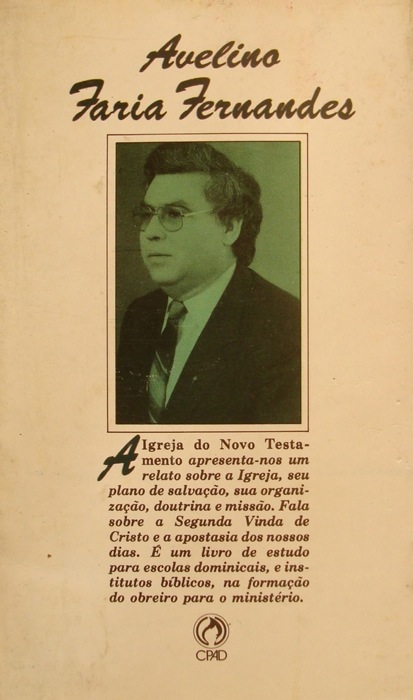 Avelino
Faria Fernandes
A Igreja do Novo Testa-
mento apresenta-nos um
relato sobre a Igreja, seu
plano de salvação, sua organi-
zação, doutrina e missão. Fala
sobre a Segunda Vinda de
Cristo e a apostasia dos nossos
dias. É um livro de estudo
para escolas dominicais, e ins-
titutos bíblicos, na formação
do obreiro para o ministério.
CPAD